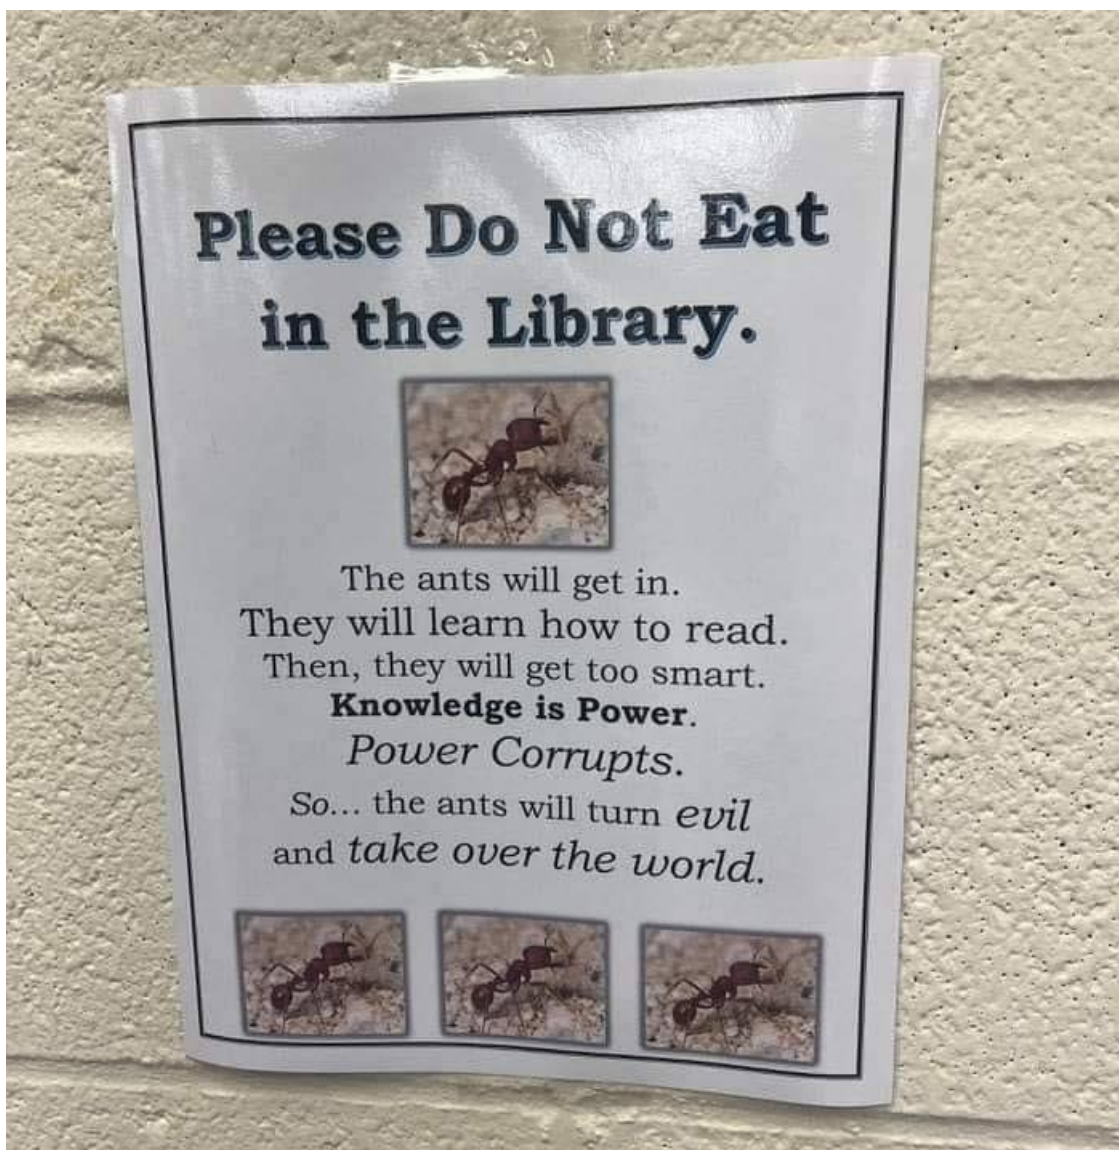 Please Do Not Eat
in the Library.
The ants will get in.
They will learn how to read.
Then, they will get too smart.
Knowledge is Power.
Power Corrupts.
So... the ants will turn evil
and take over the world.